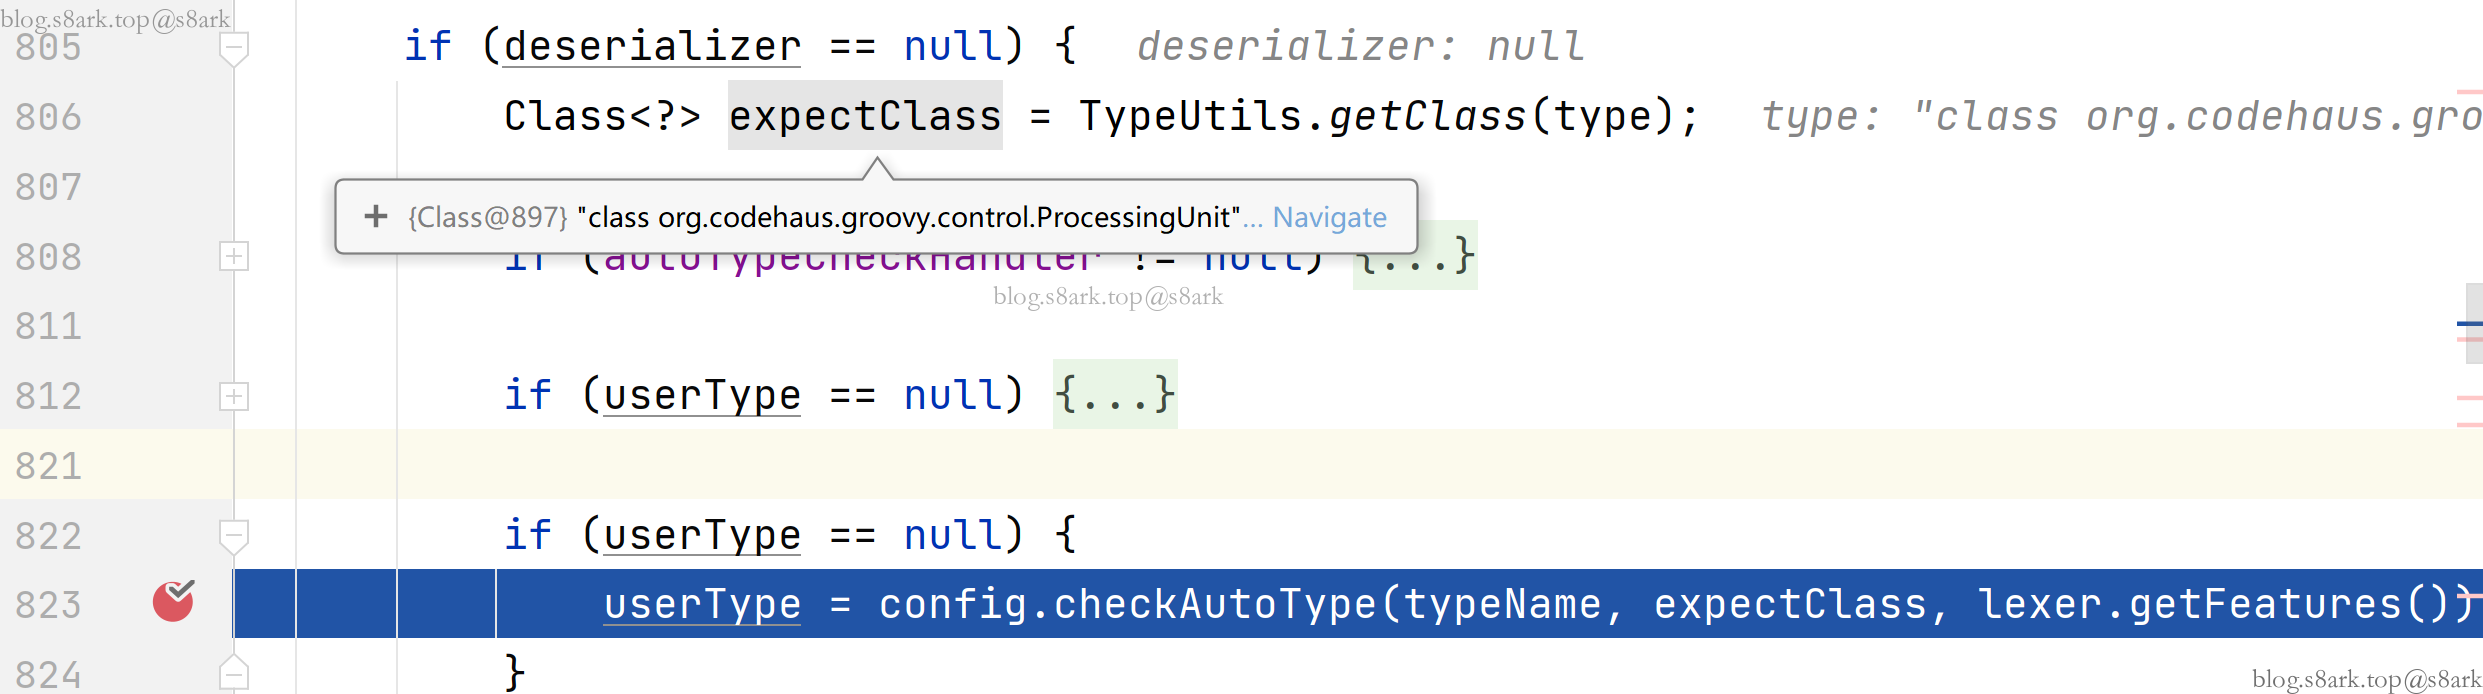 blog.s8ark.top@s8ark
805 if (deserializer == null) { deserializer: null
806 Class<?> expectClass = TypeUtils.getClass(type); type: "class org.codehaus.gro
807
+ {Class@897} "class org.codehaus.groovy.control.ProcessingUnit"... Navigate
808 if (autoTypeCheckHandler != null) {...}
blog.s8ark.top@s8ark
811
812 if (userType == null) {...}
821
822 if (userType == null) {
823 userType = config.checkAutoType(typeName, expectClass, lexer.getFeatures())
824 }
blog.s8ark.top@s8ark